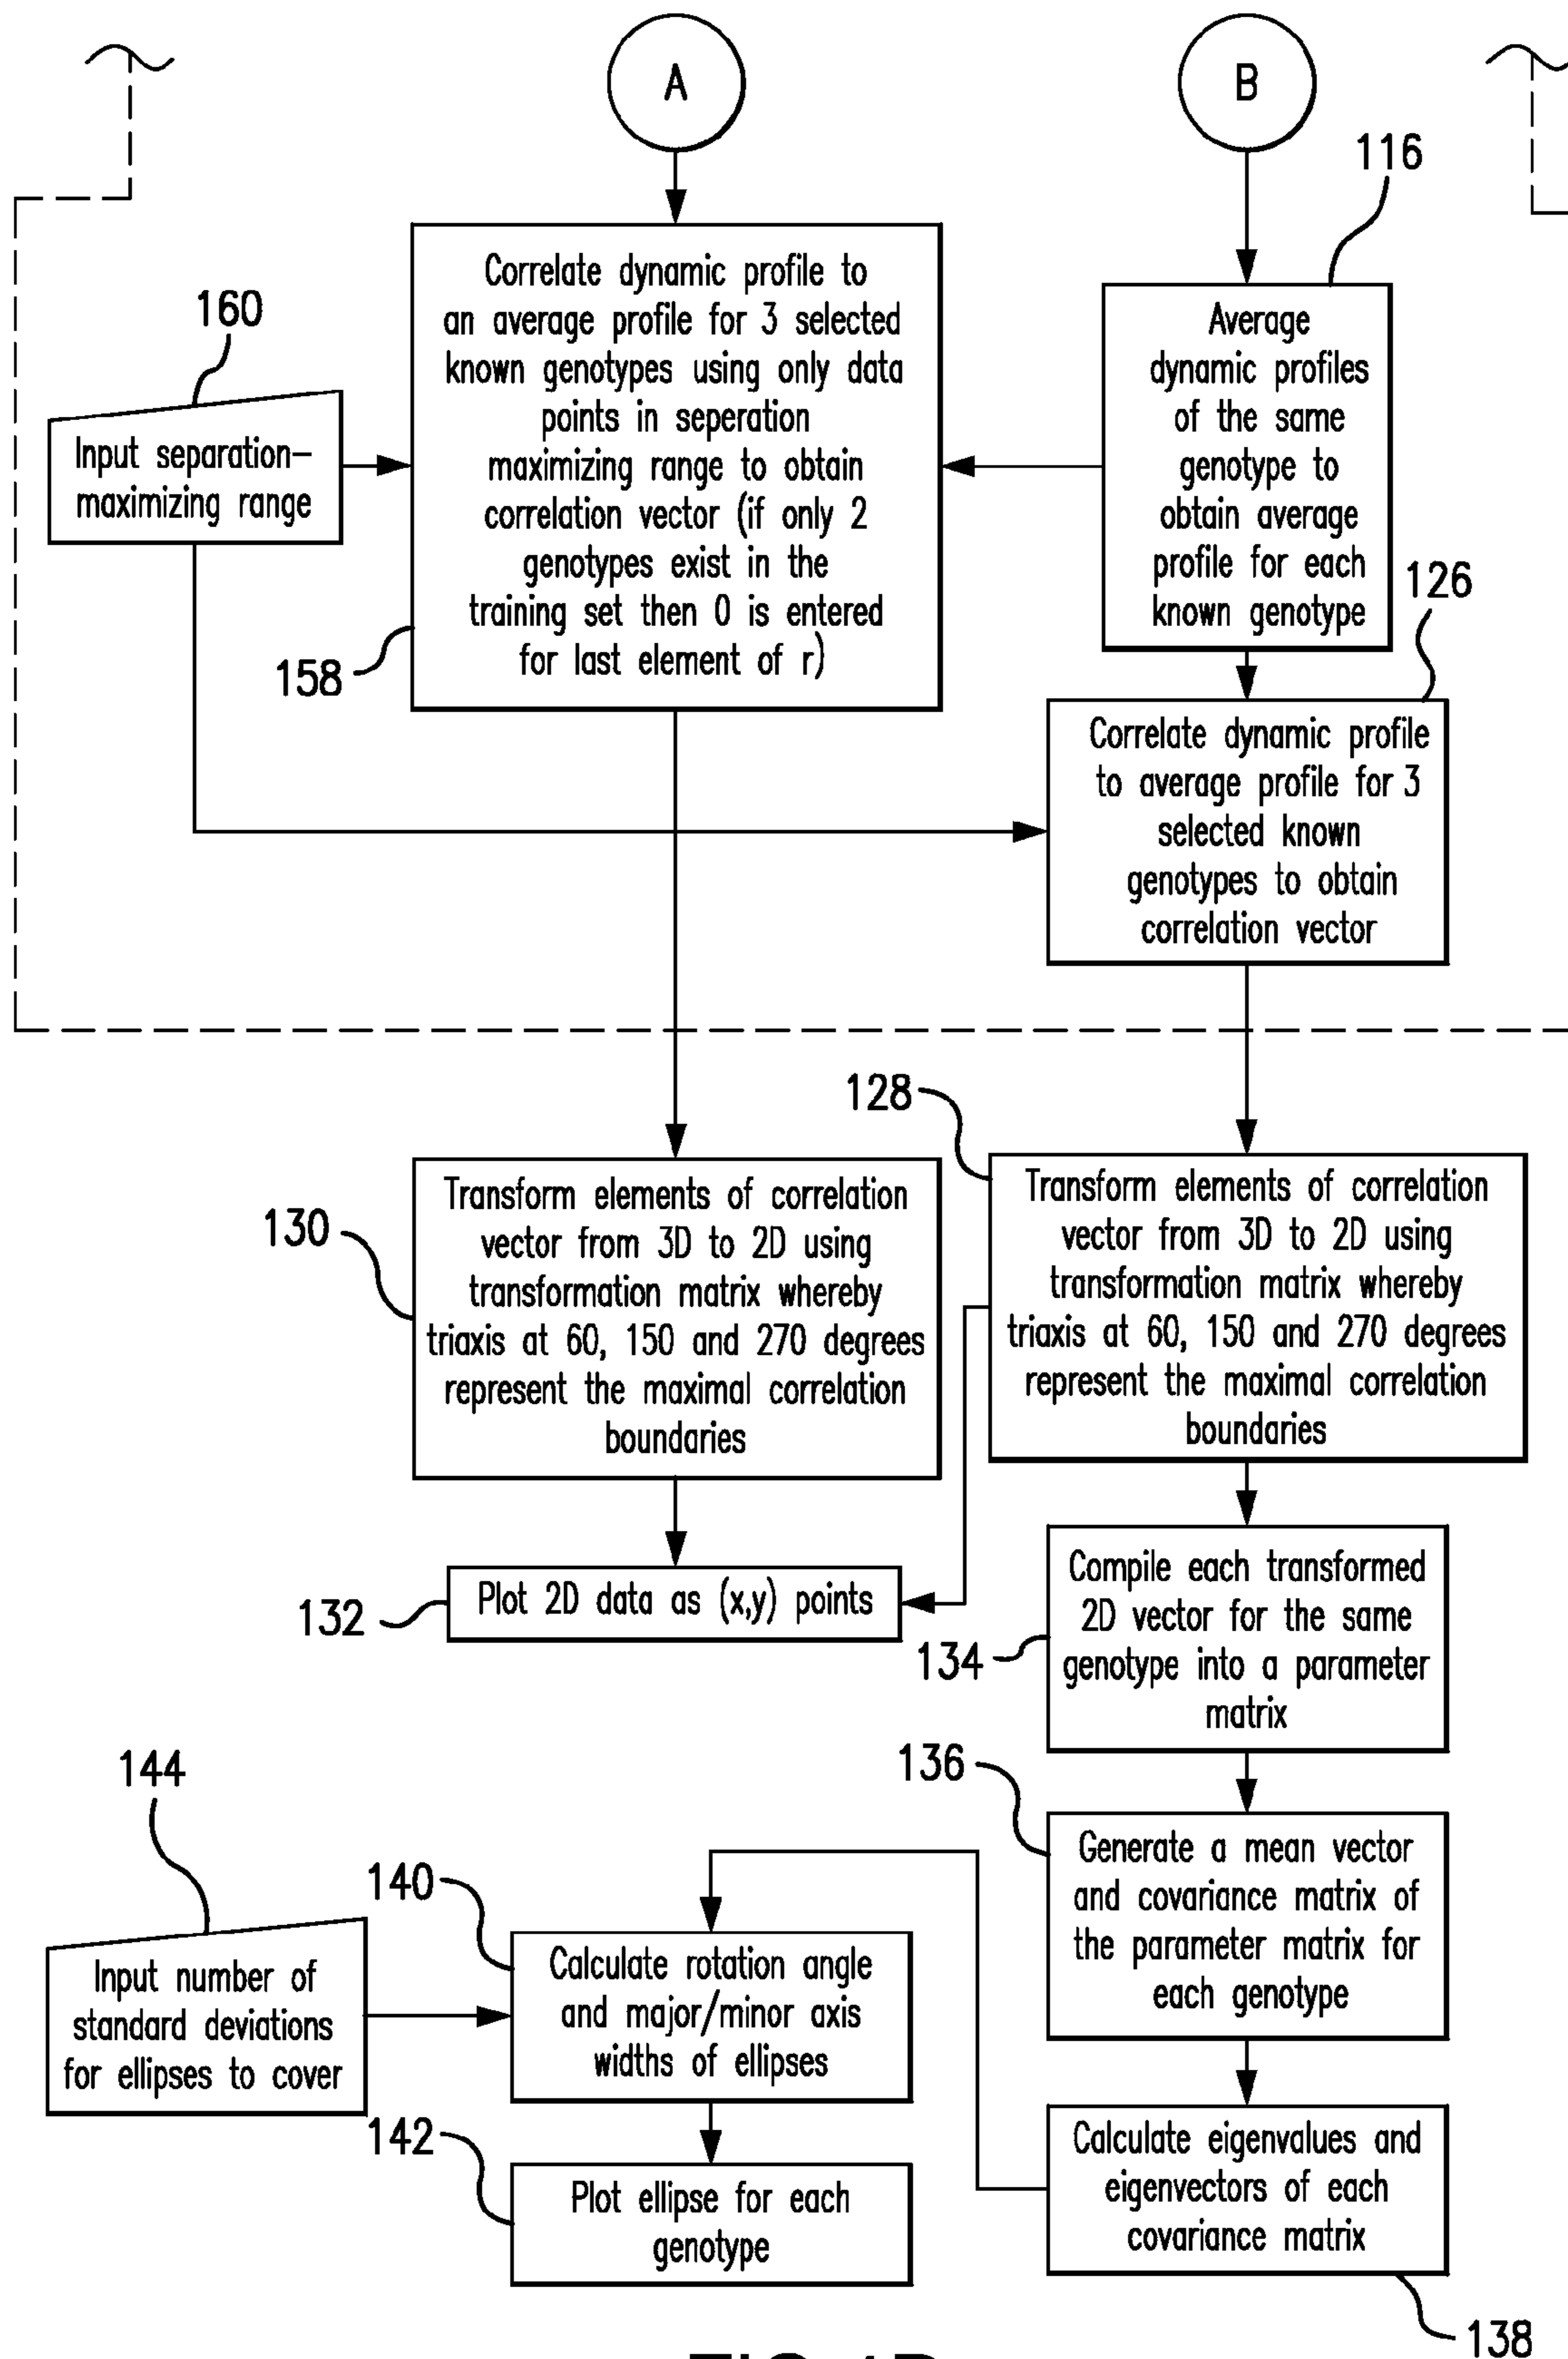 A
B
116
160
Correlate dynamic profile to
an average profile for 3 selected
known genotypes using only data
points in seperation
maximizing range to obtain
correlation vector (if only 2
genotypes exist in the
training set then 0 is entered
for last element of r)
158
Input separation–
maximizing range
Average
dynamic profiles
of the same
genotype to
obtain average
profile for each
known genotype
126
Correlate dynamic profile
to average profile for 3
selected known
genotypes to obtain
correlation vector
128
130
Transform elements of correlation
vector from 3D to 2D using
transformation matrix whereby
triaxis at 60, 150 and 270 degrees
represent the maximal correlation
boundaries
Transform elements of correlation
vector from 3D to 2D using
transformation matrix whereby
triaxis at 60, 150 and 270 degrees
represent the maximal correlation
boundaries
132
Plot 2D data as (x,y) points
134
Compile each transformed
2D vector for the same
genotype into a parameter
matrix
136
Generate a mean vector
and covariance matrix of
the parameter matrix for
each genotype
144
Input number of
standard deviations
for ellipses to cover
140
Calculate rotation angle
and major/minor axis
widths of ellipses
142
Plot ellipse for each
genotype
Calculate eigenvalues and
eigenvectors of each
covariance matrix
138